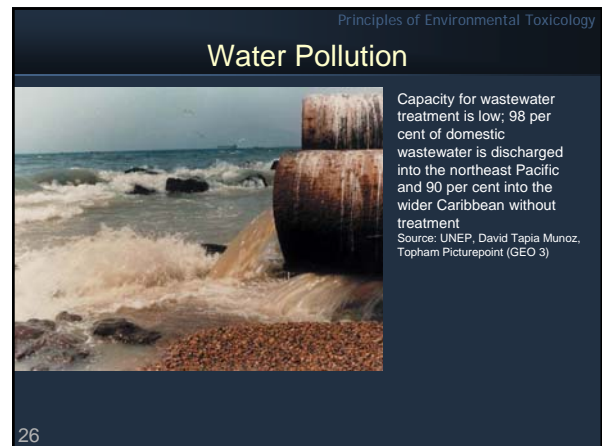 Principles of Environmental Toxicology
Water Pollution
Capacity for wastewater
treatment is low; 98 per
cent of domestic
wastewater is discharged
into the northeast Pacific
and 90 per cent into the
wider Caribbean without
treatment
Source: UNEP, David Tapia Munoz,
Topham Picturepoint (GEO 3)
26